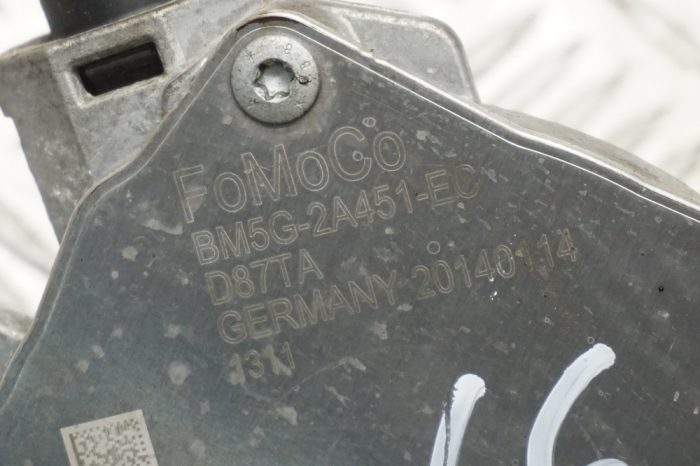 FoMoCo
BM5G-2A451-EC
D87TA
GERMANY 20140114
1311